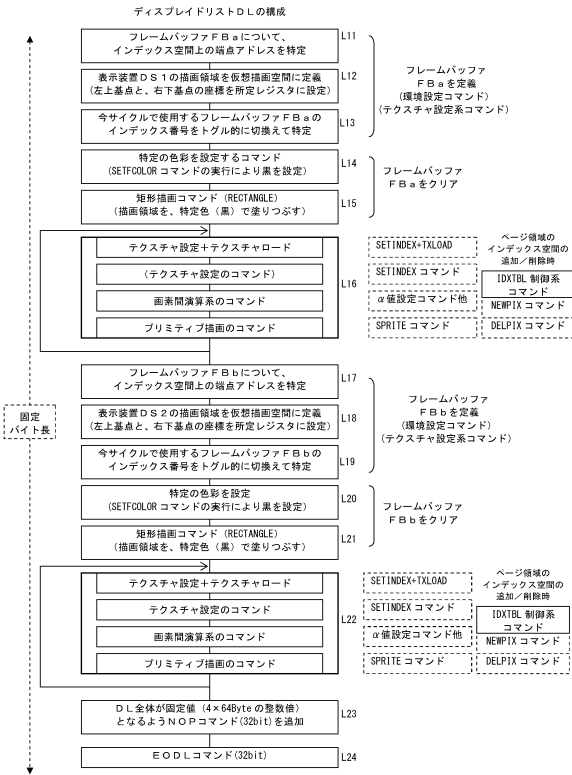 ディスプレイドリストＤＬの構成
フレームバッファＦＢａについて、
インデックス空間上の端点アドレスを特定
L11
表示装置ＤＳ１の描画領域を仮想描画空間に定義
(左上基点と、右下基点の座標を所定レジスタに設定)
L12
今サイクルで使用するフレームバッファＦＢａの
インデックス番号をトグル的に切換えて特定
L13
フレームバッファ
ＦＢａを定義
(環境設定コマンド)
(テクスチャ設定系コマンド)
特定の色彩を設定するコマンド
(SETFCOLOR コマンドの実行により黒を設定)
L14
矩形描画コマンド (RECTANGLE)
(描画領域を、特定色（黒）で塗りつぶす)
L15
フレームバッファ
ＦＢａをクリア
テクスチャ設定＋テクスチャロード
(テクスチャ設定のコマンド)
画素間演算系のコマンド
プリミティブ描画のコマンド
L16
SETINDEX+TXLOAD
SETINDEX コマンド
α値設定コマンド他
SPRITE コマンド
ページ領域の
インデックス空間の
追加／削除時
IDXTBL 制御系
コマンド
NEWPIX コマンド
DELPIX コマンド
固定
バイト長
フレームバッファＦＢｂについて、
インデックス空間上の端点アドレスを特定
L17
表示装置ＤＳ２の描画領域を仮想描画空間に定義
(左上基点と、右下基点の座標を所定レジスタに設定)
L18
今サイクルで使用するフレームバッファＦＢｂの
インデックス番号をトグル的に切換えて特定
L19
フレームバッファ
ＦＢｂを定義
(環境設定コマンド)
(テクスチャ設定系コマンド)
特定の色彩を設定
(SETFCOLOR コマンドの実行により黒を設定)
L20
矩形描画コマンド (RECTANGLE)
(描画領域を、特定色（黒）で塗りつぶす)
L21
フレームバッファ
ＦＢｂをクリア
テクスチャ設定＋テクスチャロード
テクスチャ設定のコマンド
画素間演算系のコマンド
プリミティブ描画のコマンド
L22
SETINDEX+TXLOAD
SETINDEX コマンド
α値設定コマンド他
SPRITE コマンド
ページ領域の
インデックス空間の
追加／削除時
IDXTBL 制御系
コマンド
NEWPIX コマンド
DELPIX コマンド
ＤＬ全体が固定値（4×64Byte の整数倍）
となるようＮＯＰコマンド(32bit)を追加
L23
ＥＯＤＬコマンド(32bit)
L24